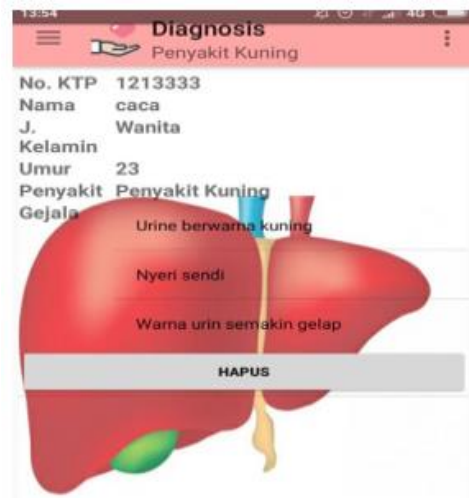 13:54
4G
Diagnosis
Penyakit Kuning
No. KTP 1213333
Nama caca
J. Wanita
Kelamin
Umur 23
Penyakit Penyakit Kuning
Gejala
Urine berwarna kuning
Nyeri sendi
Warna urin semakin gelap
HAPUS